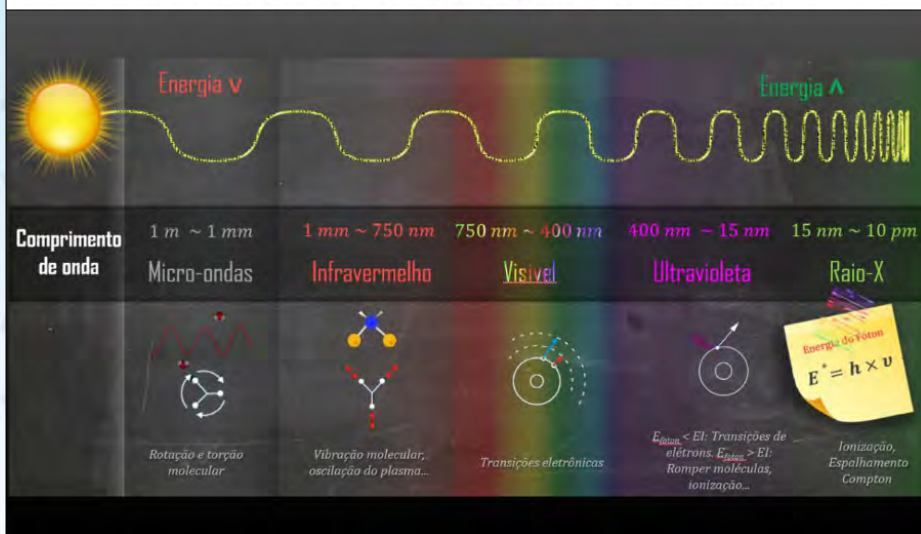 Energia ∨
Energia ∧
Comprimento
de onda
1 m ~ 1 mm
1 mm ~ 750 nm
750 nm ~ 400 nm
400 nm ~ 15 nm
15 nm ~ 10 pm
Micro-ondas
Infravermelho
Visível
Ultravioleta
Raio-X
Energia do Fóton
E* = h × υ
Rotação e torção
molecular
Vibração molecular,
oscilação do plasma...
Transições eletrônicas
E_fóton < EI: Transições de
elétrons. E_fóton > EI:
Romper moléculas,
ionização...
Ionização,
Espalhamento
Compton